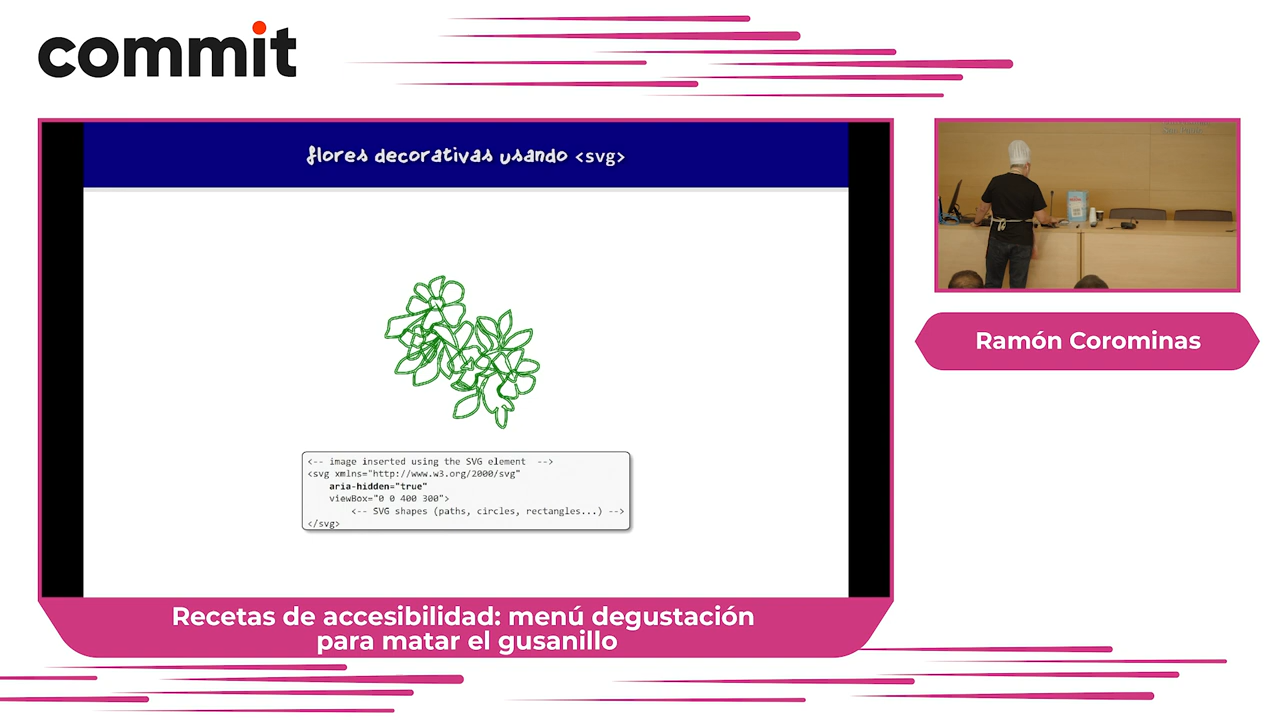 commit
flores decorativas usando <svg>
<-- image inserted using the SVG element -->
<svg xmlns="http://www.w3.org/2000/svg"
aria-hidden="true"
viewBox="0 0 400 300">
<-- SVG shapes (paths, circles, rectangles...) -->
</svg>
Ramón Corominas
Recetas de accesibilidad: menú degustación
para matar el gusanillo